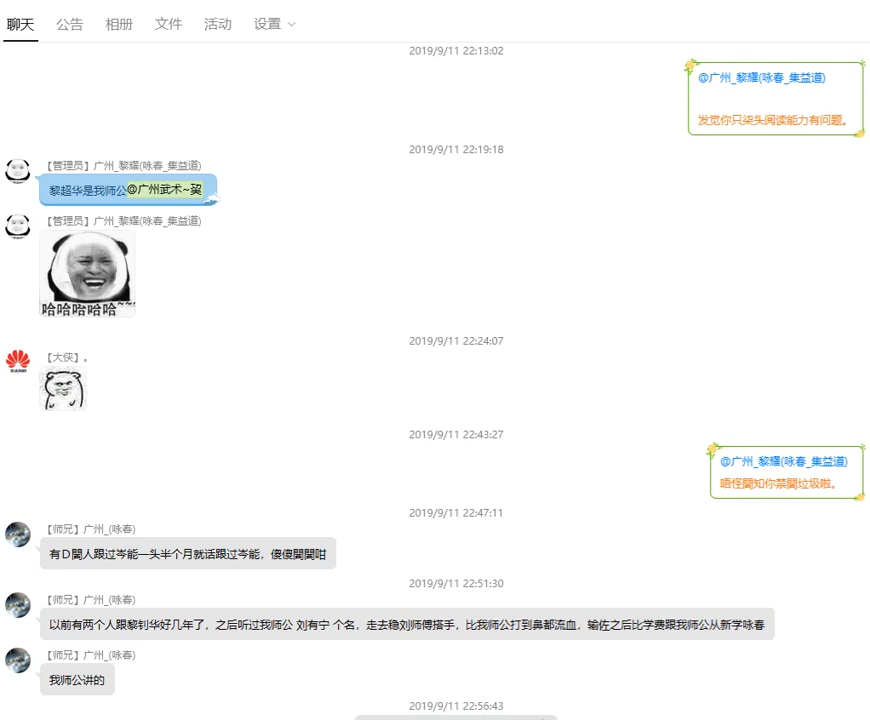 聊天 公告 相册 文件 活动 设置
2019/9/11 22:13:02
@广州_黎耀(咏春_集益道)
发觉你只柒头阅读能力有问题。
2019/9/11 22:19:18
【管理员】广州_黎耀(咏春_集益道)
黎超华是我师公@广州武术~巭
【管理员】广州_黎耀(咏春_集益道)
哈哈哈哈哈~~
2019/9/11 22:24:07
【大侠】。
HUAWEI
2019/9/11 22:43:27
@广州_黎耀(咏春_集益道)
唔怪閪知你禁閪垃圾啦。
2019/9/11 22:47:11
【师兄】广州_(咏春)
有D閪人跟过岑能一头半个月就话跟过岑能，傻傻閪閪咁
2019/9/11 22:51:30
【师兄】广州_(咏春)
以前有两个人跟黎钊华好几年了，之后听过我师公 刘有宁 个名，走去稳刘师傅搭手，比我师公打到鼻都流血，输佐之后比学费跟我师公从新学咏春
【师兄】广州_(咏春)
我师公讲的
2019/9/11 22:56:43